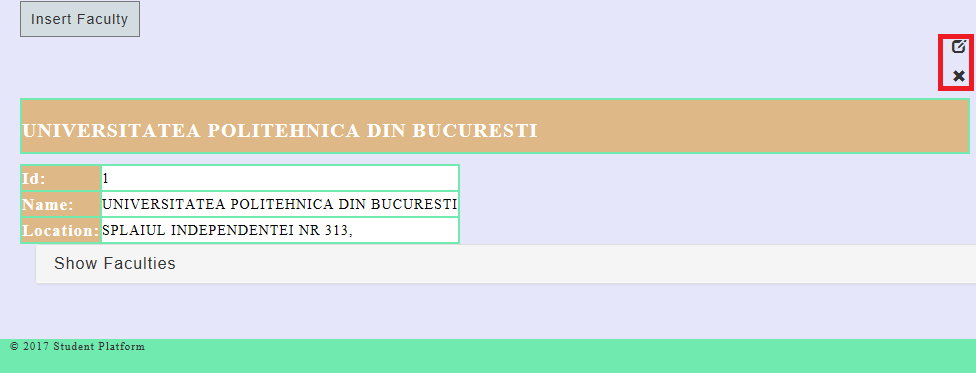 Insert Faculty
UNIVERSITATEA POLITEHNICA DIN BUCURESTI
Id: 1
Name: UNIVERSITATEA POLITEHNICA DIN BUCURESTI
Location: SPLAIUL INDEPENDENTEI NR 313,
Show Faculties
© 2017 Student Platform